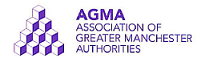 AGMA
ASSOCIATION OF
GREATER MANCHESTER
AUTHORITIES